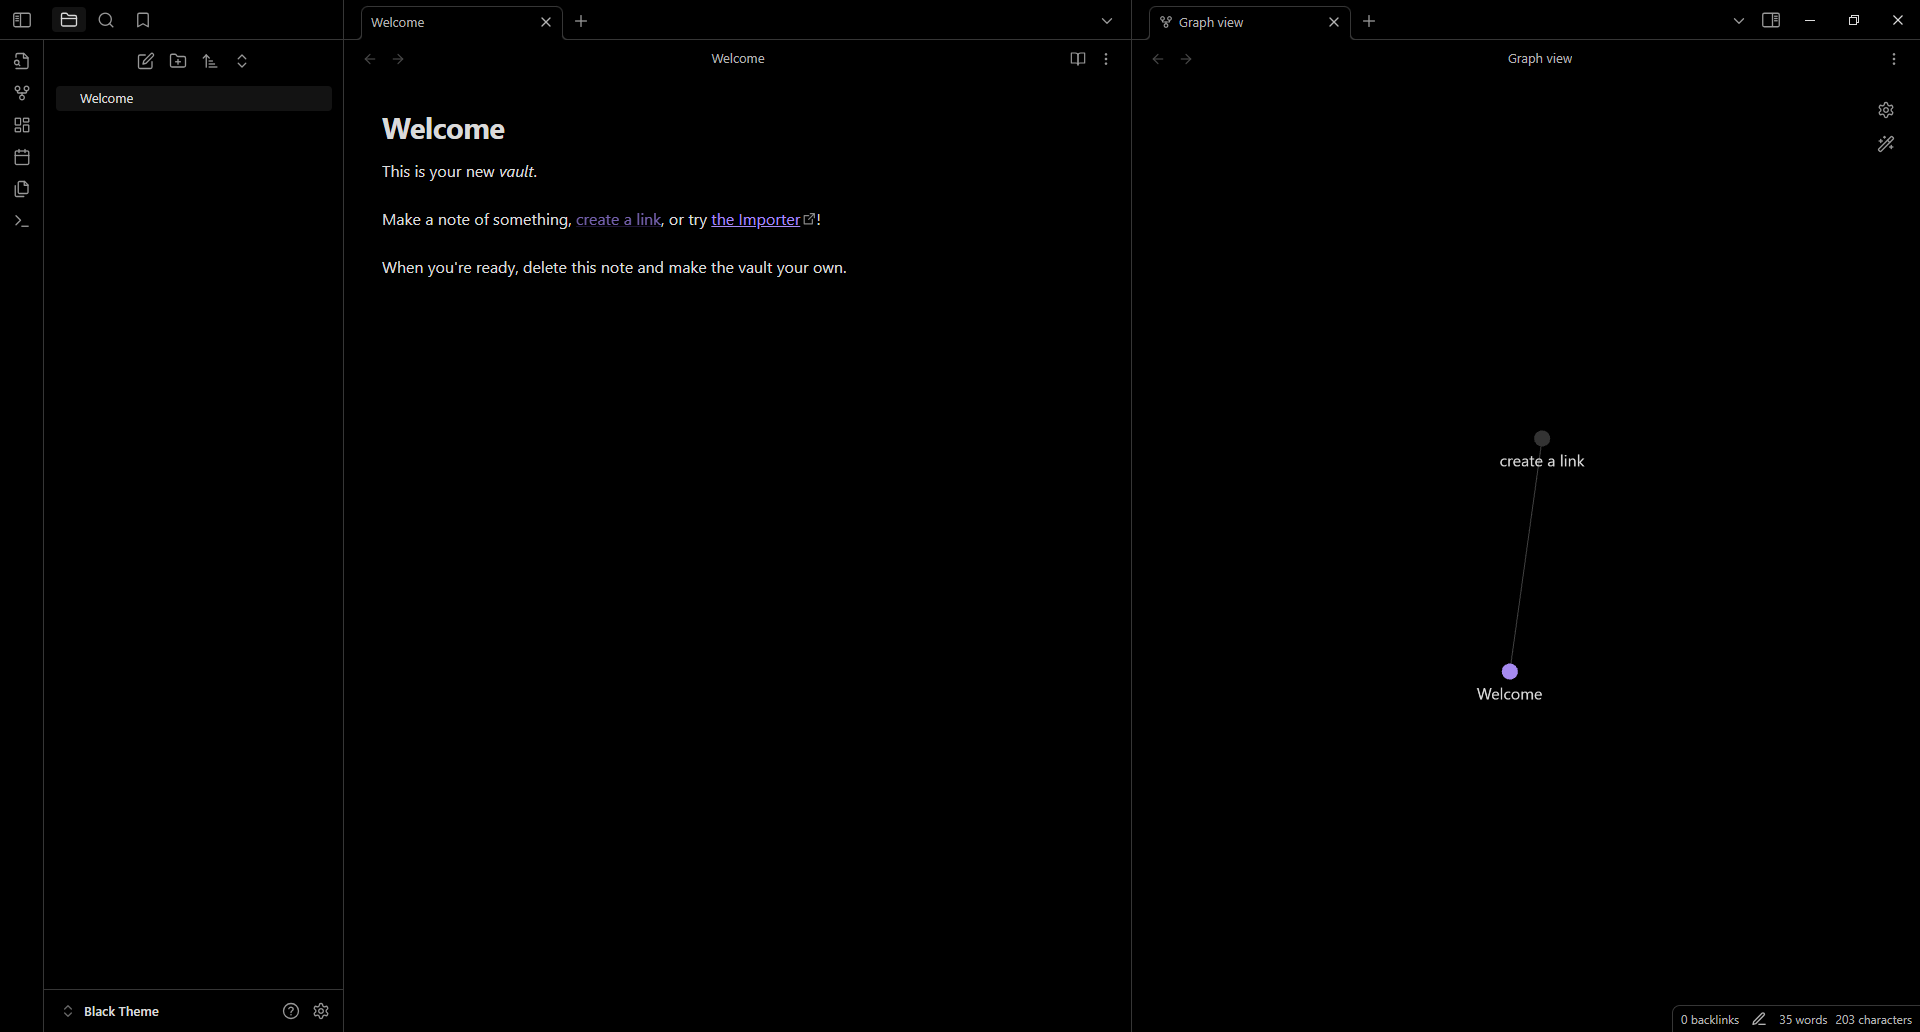 Welcome
Graph view
Welcome
Graph view
Welcome
Welcome
This is your new vault.
Make a note of something, create a link, or try the Importer!
When you're ready, delete this note and make the vault your own.
create a link
Welcome
Black Theme
0 backlinks 35 words 203 characters